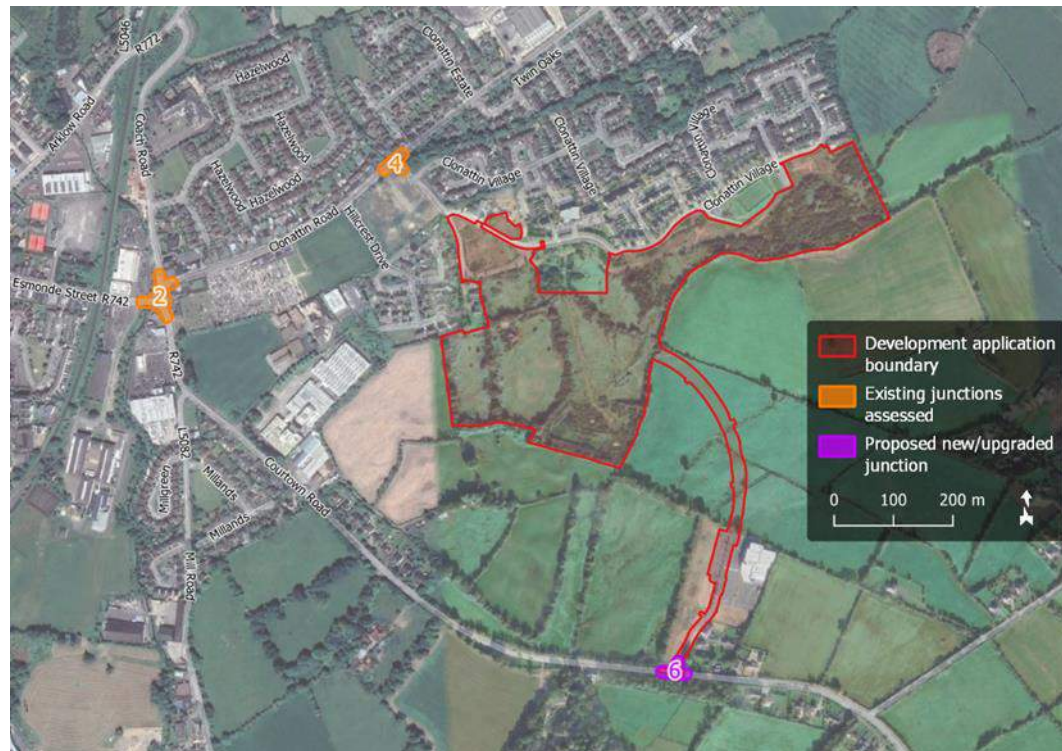 L5046
R772
Arklow Road
Coach Road
Hazelwood
Hazelwood
Hazelwood
Hazelwood
Clonattin Estate
Twin Oaks
4
Clonattin Village
Clonattin Village
Clonattin Village
Clonattin Village
Hillcrest Drive
Clonattin Road
Esmonde Street R742
2
R742
L5082
Millgreen
Millands
Millands
Mill Road
Courtown Road
6
Development application
boundary
Existing junctions
assessed
Proposed new/upgraded
junction
0 100 200 m